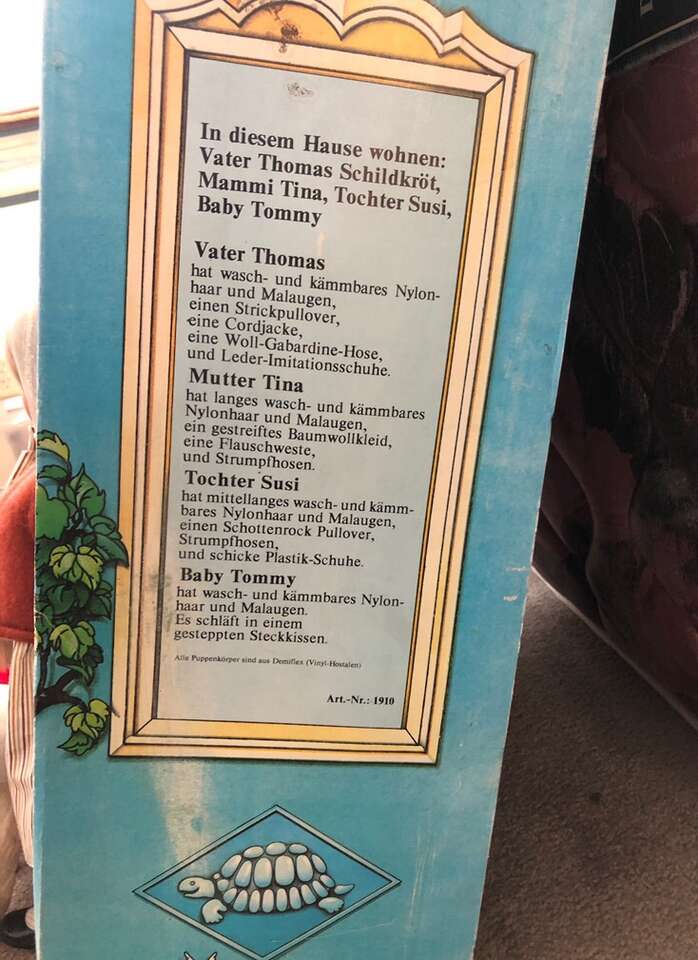 In diesem Hause wohnen:
Vater Thomas Schildkröt,
Mammi Tina, Tochter Susi,
Baby Tommy
Vater Thomas
hat wasch- und kämmbares Nylon-
haar und Malaugen,
einen Strickpullover,
eine Cordjacke,
eine Woll-Gabardine-Hose,
und Leder-Imitationsschuhe.
Mutter Tina
hat langes wasch- und kämmbares
Nylonhaar und Malaugen,
ein gestreiftes Baumwollkleid,
eine Flauschweste,
und Strumpfhosen.
Tochter Susi
hat mittellanges wasch- und kämm-
bares Nylonhaar und Malaugen,
einen Schottenrock Pullover,
Strumpfhosen,
und schicke Plastik-Schuhe.
Baby Tommy
hat wasch- und kämmbares Nylon-
haar und Malaugen.
Es schläft in einem
gesteppten Steckkissen.
Alle Puppenkörper sind aus Demiflex (Vinyl-Hostalen)
Art.-Nr.: 1910